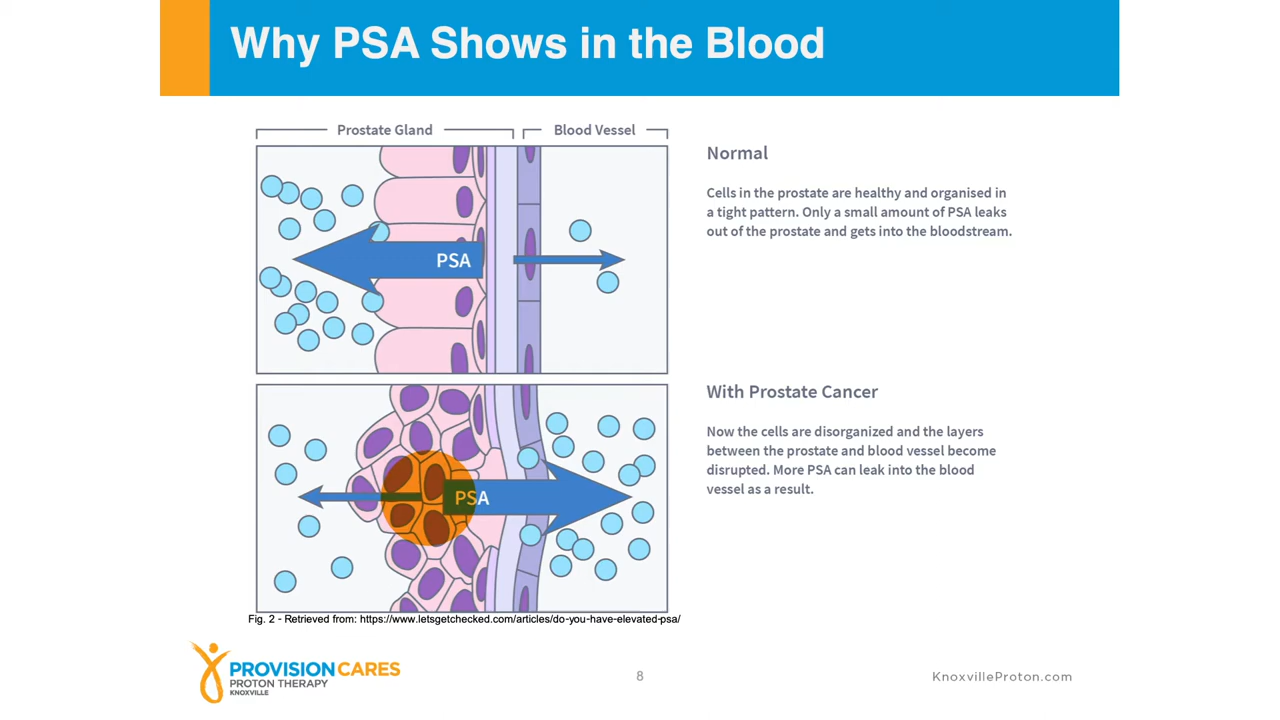 Why PSA Shows in the Blood
Prostate Gland
Blood Vessel
PSA
Normal
Cells in the prostate are healthy and organised in
a tight pattern. Only a small amount of PSA leaks
out of the prostate and gets into the bloodstream.
PSA
With Prostate Cancer
Now the cells are disorganized and the layers
between the prostate and blood vessel become
disrupted. More PSA can leak into the blood
vessel as a result.
Fig. 2 - Retrieved from: https://www.letsgetchecked.com/articles/do-you-have-elevated-psa/
PROVISION CARES
PROTON THERAPY
KNOXVILLE
8
KnoxvilleProton.com